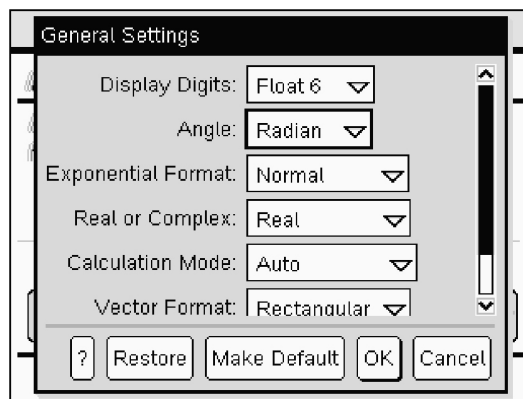 General Settings
Display Digits: Float 6
Angle: Radian
Exponential Format: Normal
Real or Complex: Real
Calculation Mode: Auto
Vector Format: Rectangular
? Restore Make Default OK Cancel